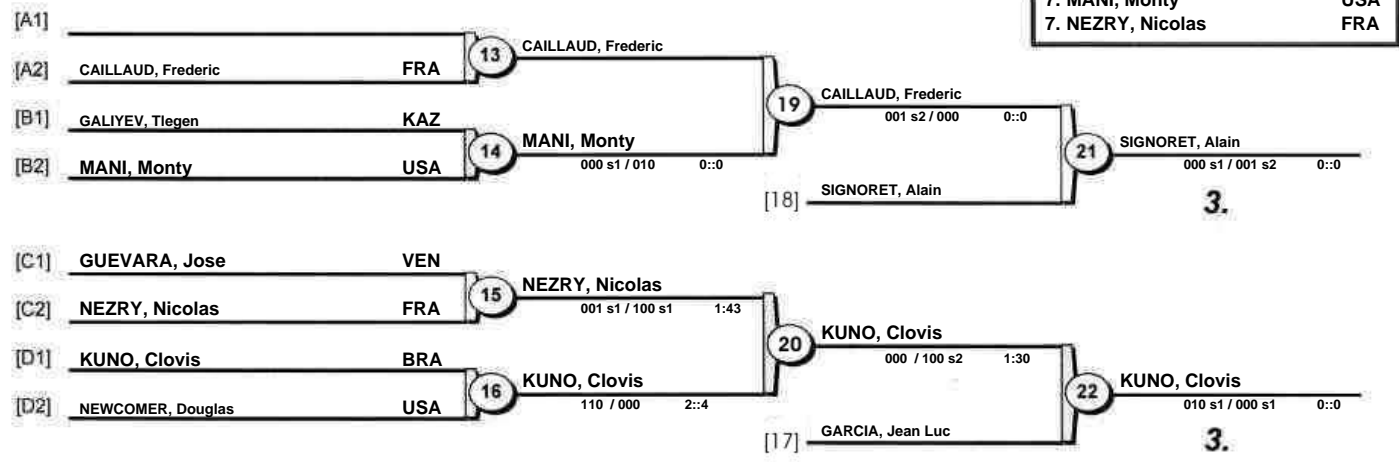 7. MANI, Monty USA
7. NEZRY, Nicolas FRA
[A1]
13 CAILLAUD, Frederic
[A2] CAILLAUD, Frederic FRA
19 CAILLAUD, Frederic
001 s2 / 000 0::0
[B1] GALIYEV, Tlegen KAZ
14 MANI, Monty
000 s1 / 010 0::0
21 SIGNORET, Alain
000 s1 / 001 s2 0::0
[B2] MANI, Monty USA
[18] SIGNORET, Alain
3.
[C1] GUEVARA, Jose VEN
15 NEZRY, Nicolas
001 s1 / 100 s1 1:43
[C2] NEZRY, Nicolas FRA
20 KUNO, Clovis
000 / 100 s2 1:30
[D1] KUNO, Clovis BRA
16 KUNO, Clovis
110 / 000 2::4
22 KUNO, Clovis
010 s1 / 000 s1 0::0
[D2] NEWCOMER, Douglas USA
[17] GARCIA, Jean Luc
3.